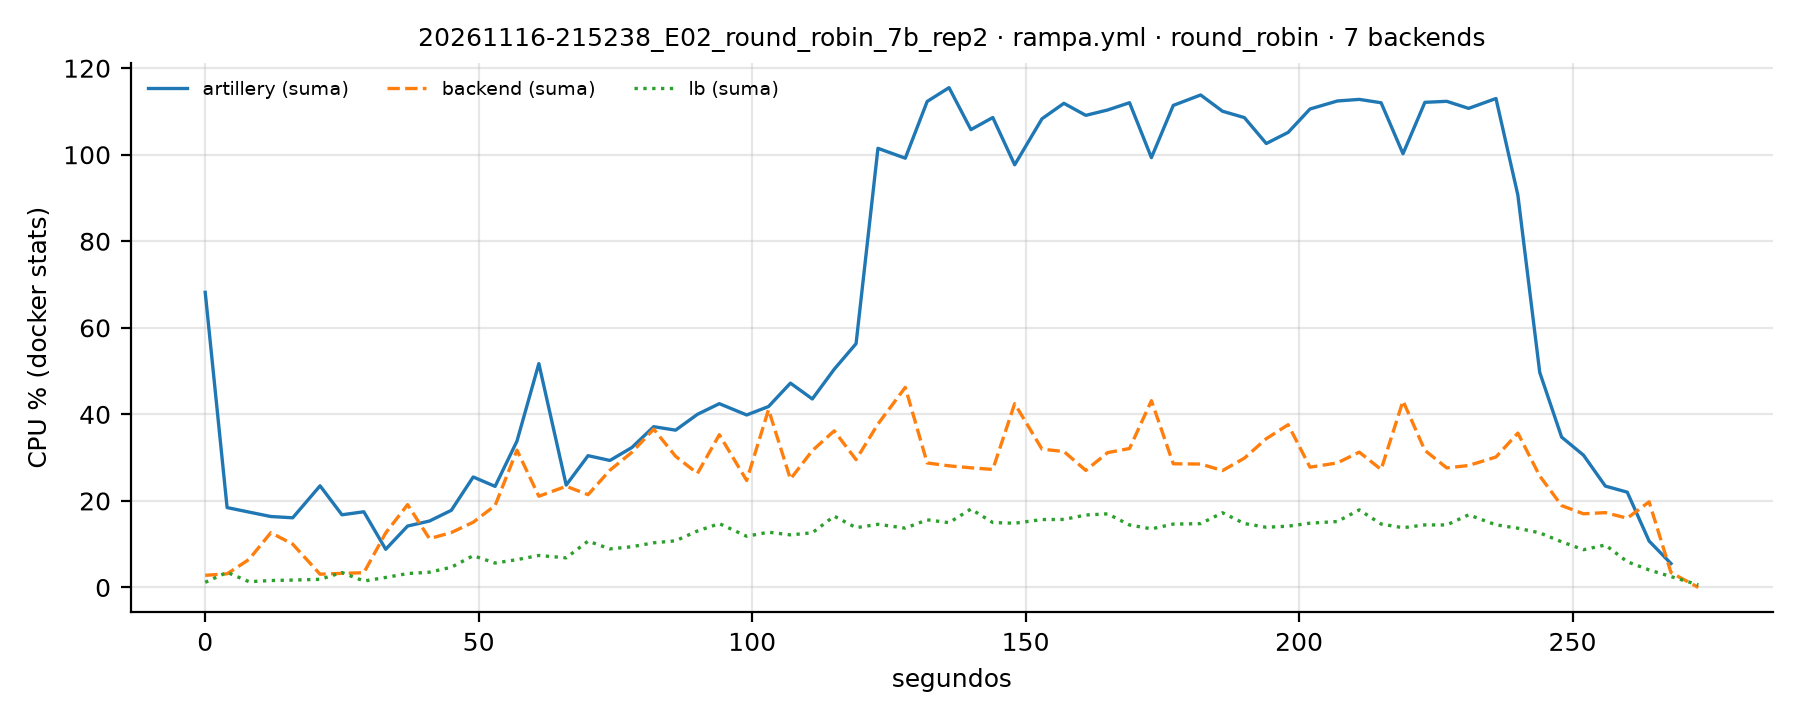 20261116-215238_E02_round_robin_7b_rep2 · rampa.yml · round_robin · 7 backends
artillery (suma) backend (suma) lb (suma)
CPU % (docker stats)
120
100
80
60
40
20
0
0 50 100 150 200 250
segundos